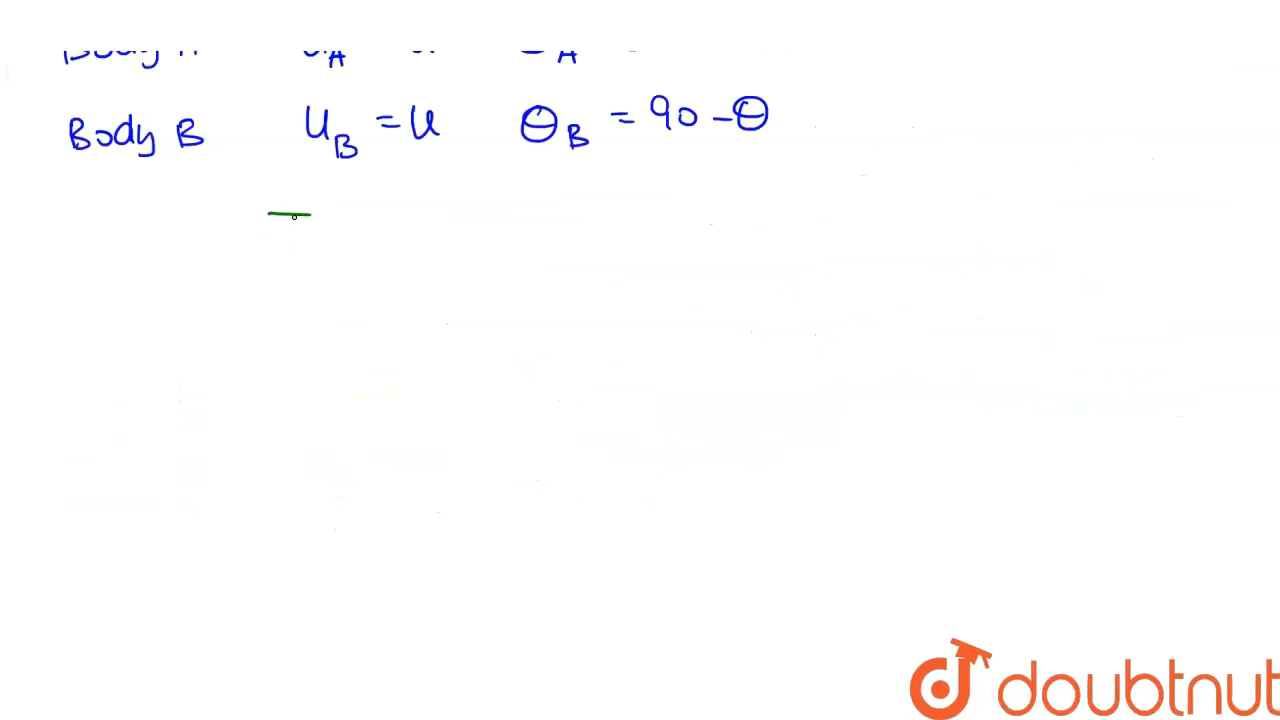 Body B u_B = u θ_B = 90 - θ
doubtnut